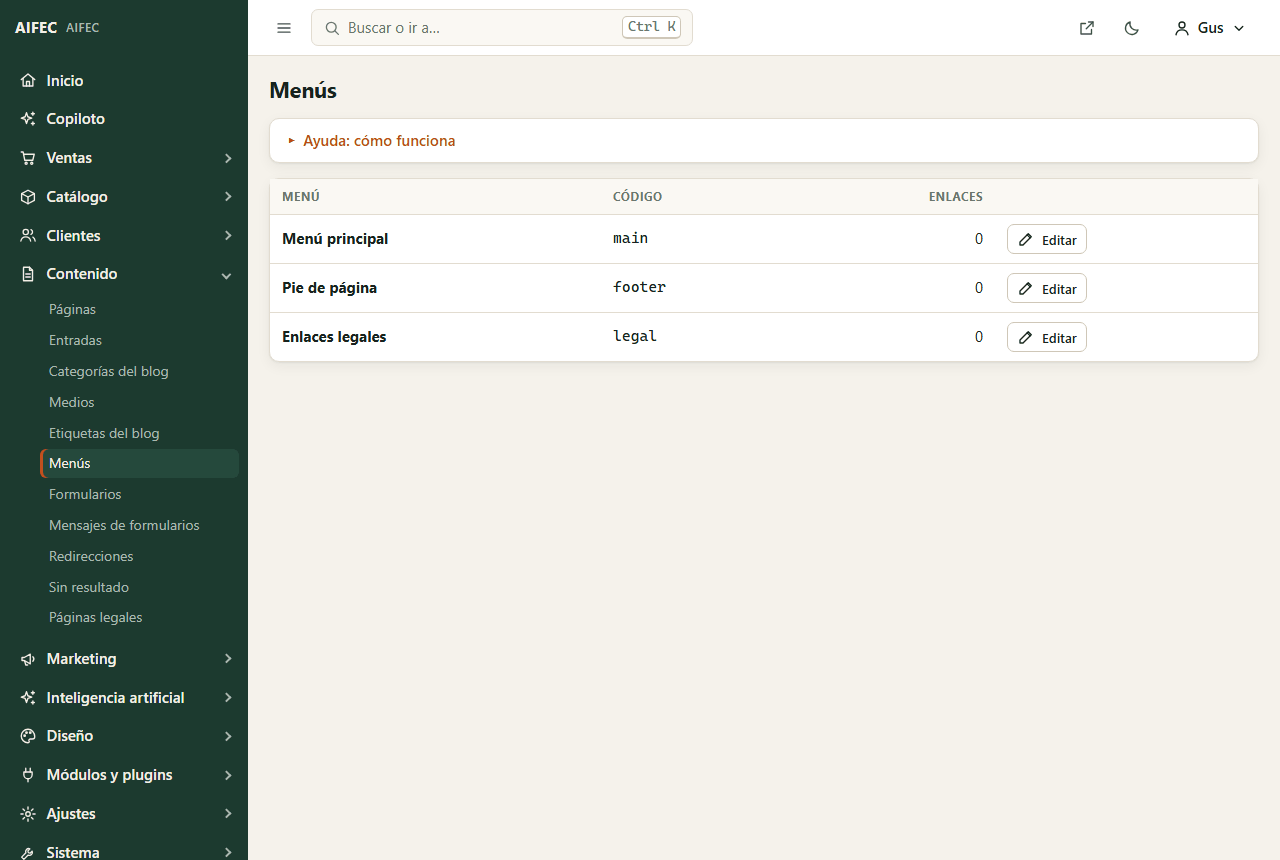 AIFEC AIFEC
Buscar o ir a... Ctrl K
Gus
Inicio
Copiloto
Ventas
Catálogo
Clientes
Contenido
Páginas
Entradas
Categorías del blog
Medios
Etiquetas del blog
Menús
Formularios
Mensajes de formularios
Redirecciones
Sin resultado
Páginas legales
Marketing
Inteligencia artificial
Diseño
Módulos y plugins
Ajustes
Sistema
Menús
Ayuda: cómo funciona
MENÚ CÓDIGO ENLACES
Menú principal main 0 Editar
Pie de página footer 0 Editar
Enlaces legales legal 0 Editar